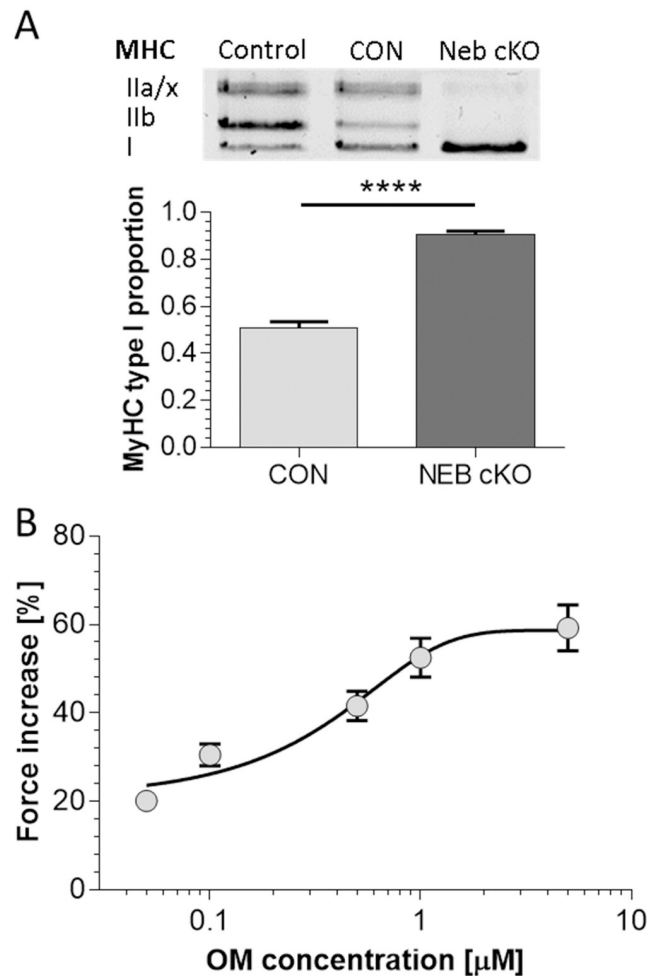 A
MHC Control CON Neb cKO
IIa/x
IIb
I
****
MyHC type I proportion
1.0
0.8
0.6
0.4
0.2
0.0
CON NEB cKO
B
Force increase [%]
80
60
40
20
0
0.1 1 10
OM concentration [μM]